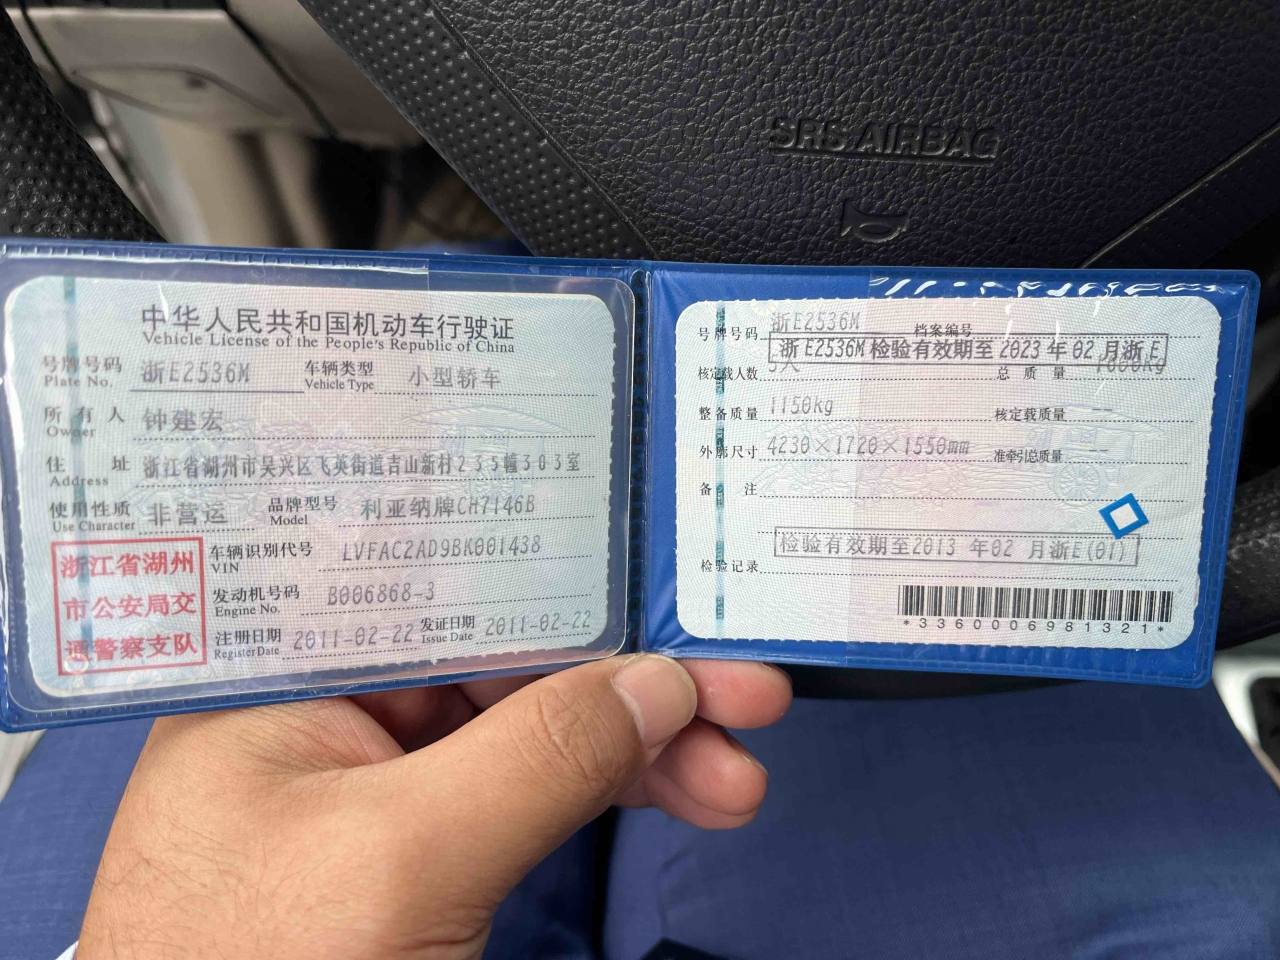 SRS AIRBAG
中华人民共和国机动车行驶证
Vehicle License of the People's Republic of China
号牌号码 浙E2536M 车辆类型 小型轿车
Plate No. Vehicle Type
所有人 钟建宏
Owner
住址 浙江省湖州市吴兴区飞英街道吉山新村235幢303室
Address
使用性质 非营运 品牌型号 利亚纳牌CH7146B
Use Character Model
浙江省湖州
市公安局交
通警察支队
车辆识别代号 LVFAC2AD9BK001438
VIN
发动机号码 B006868-3
Engine No.
注册日期 2011-02-22 发证日期 2011-02-22
Register Date Issue Date
号牌号码 浙E2536M 档案编号
浙E2536M检验有效期至2023年02月浙E
核定载人数 5人 总质量
整备质量 1150kg 核定载质量 --
外廓尺寸 4230×1720×1550mm 准牵引总质量 --
备注
检验有效期至2013年02月浙E(01)
检验记录
*3360006981321*